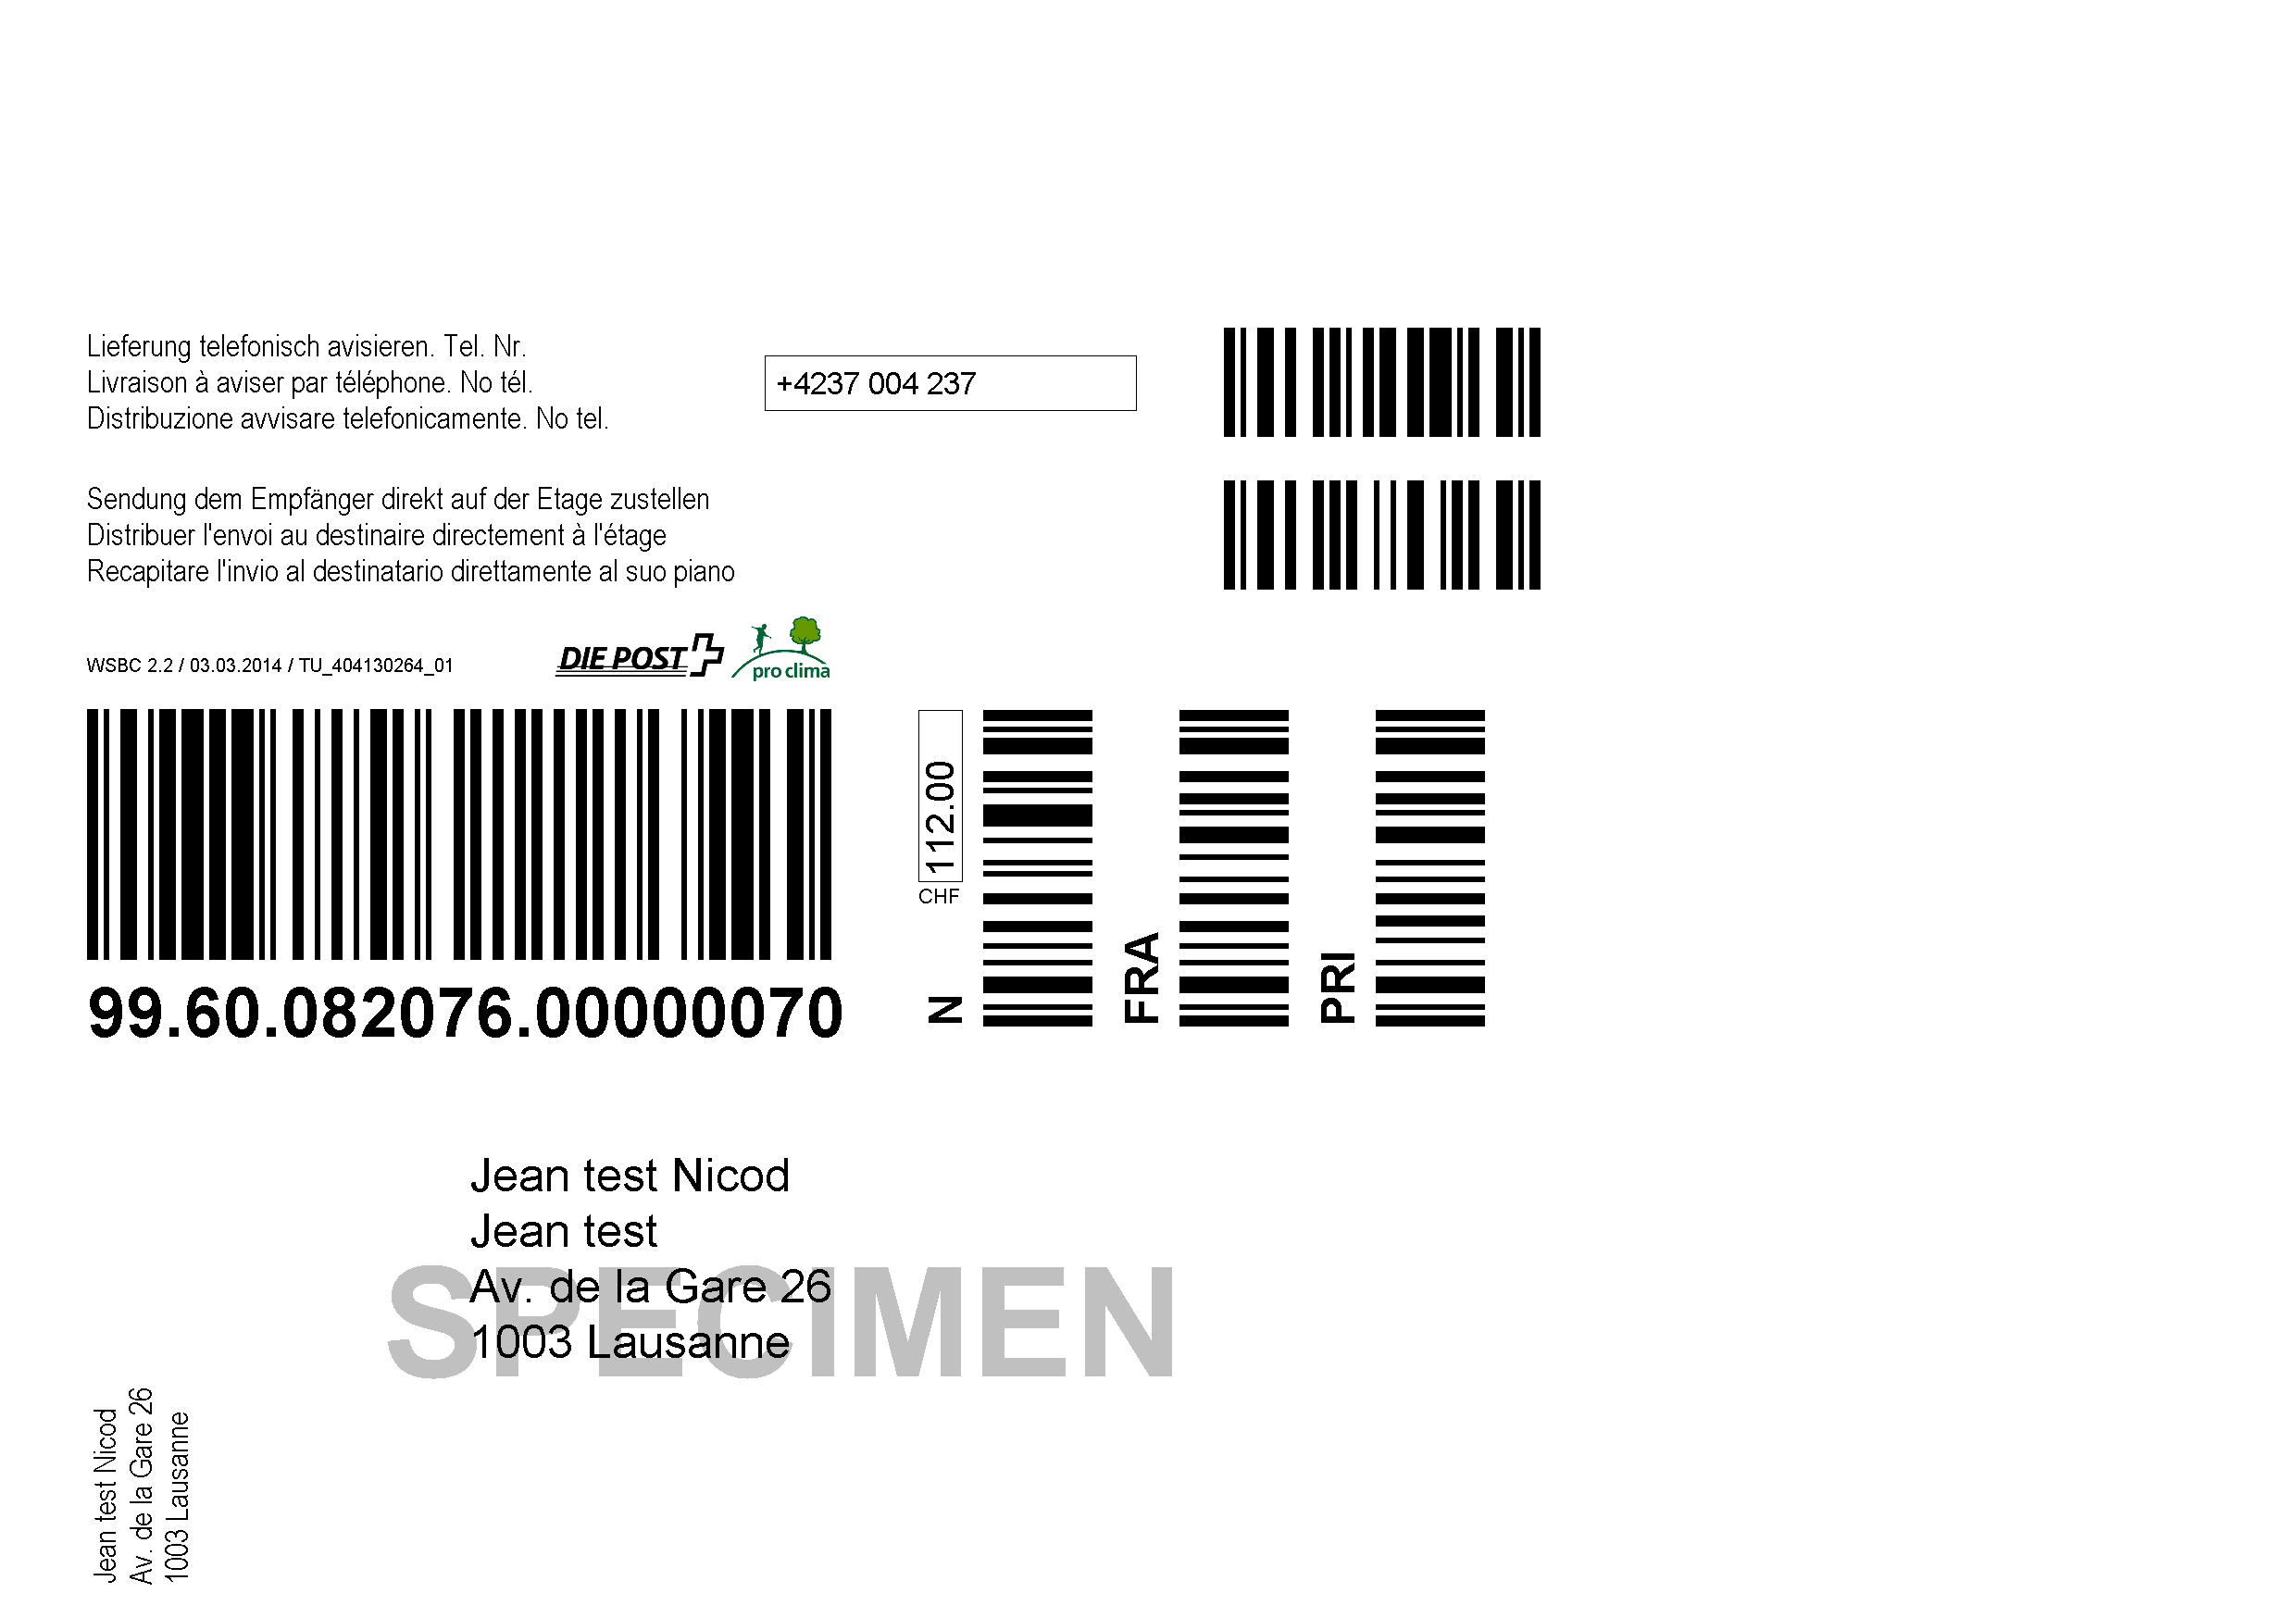 Lieferung telefonisch avisieren. Tel. Nr.
Livraison à aviser par téléphone. No tél.
Distribuzione avvisare telefonicamente. No tel.
+4237 004 237
Sendung dem Empfänger direkt auf der Etage zustellen
Distribuer l'envoi au destinaire directement à l'étage
Recapitare l'invio al destinatario direttamente al suo piano
WSBC 2.2 / 03.03.2014 / TU_404130264_01
DIE POST
pro clima
99.60.082076.00000070
112.00
CHF
N
FRA
PRI
Jean test Nicod
Jean test
Av. de la Gare 26
1003 Lausanne
SPECIMEN
Jean test Nicod
Av. de la Gare 26
1003 Lausanne